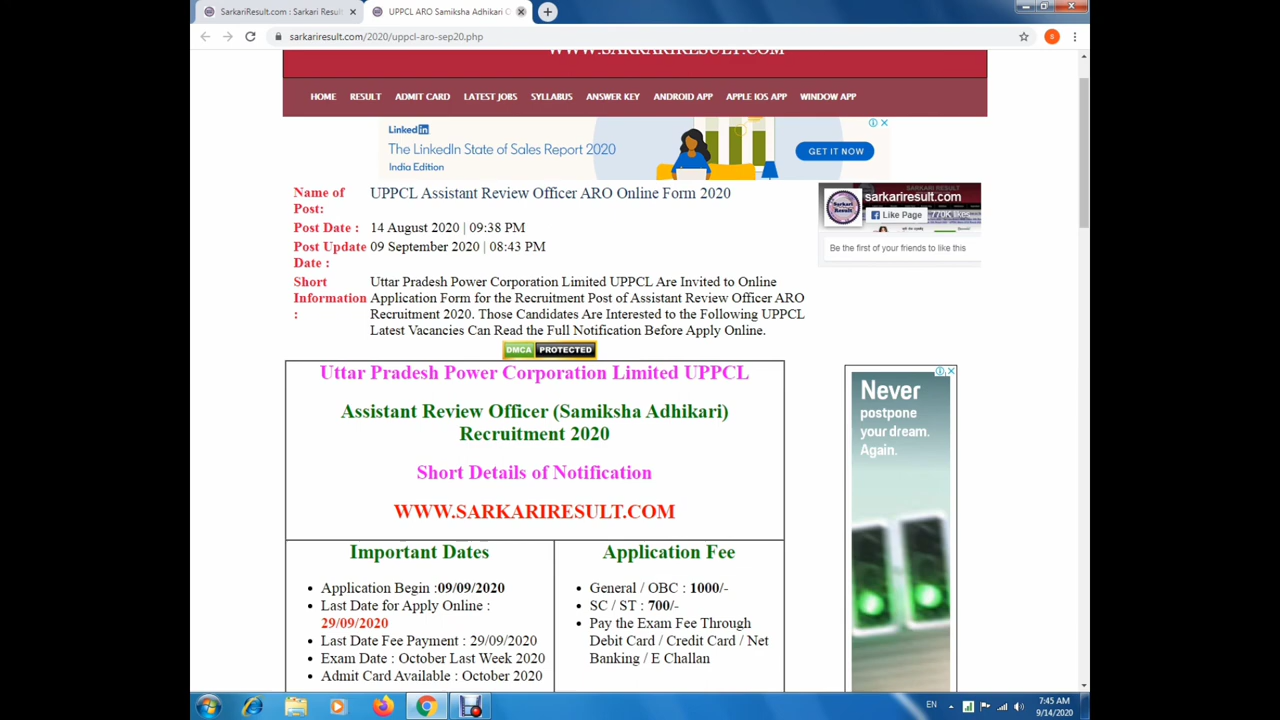 SarkariResult.com : Sarkari Resul
UPPCL ARO Samiksha Adhikari O
sarkariresult.com/2020/uppcl-aro-sep20.php
S
WWW.SARKARIRESULT.COM
HOME RESULT ADMIT CARD LATEST JOBS SYLLABUS ANSWER KEY ANDROID APP APPLE IOS APP WINDOW APP
Linked in
The LinkedIn State of Sales Report 2020
India Edition
GET IT NOW
Name of Post: UPPCL Assistant Review Officer ARO Online Form 2020
Post Date : 14 August 2020 | 09:38 PM
Post Update Date : 09 September 2020 | 08:43 PM
Short Information : Uttar Pradesh Power Corporation Limited UPPCL Are Invited to Online
Application Form for the Recruitment Post of Assistant Review Officer ARO
Recruitment 2020. Those Candidates Are Interested to the Following UPPCL
Latest Vacancies Can Read the Full Notification Before Apply Online.
DMCA PROTECTED
sarkariresult.com
Sarkari Result
Like Page
770K likes
Be the first of your friends to like this
Uttar Pradesh Power Corporation Limited UPPCL
Assistant Review Officer (Samiksha Adhikari)
Recruitment 2020
Short Details of Notification
WWW.SARKARIRESULT.COM
Important Dates
Application Begin :09/09/2020
Last Date for Apply Online :
29/09/2020
Last Date Fee Payment : 29/09/2020
Exam Date : October Last Week 2020
Admit Card Available : October 2020
Application Fee
General / OBC : 1000/-
SC / ST : 700/-
Pay the Exam Fee Through
Debit Card / Credit Card / Net
Banking / E Challan
Never
postpone
your dream.
Again.
EN
7:45 AM
9/14/2020